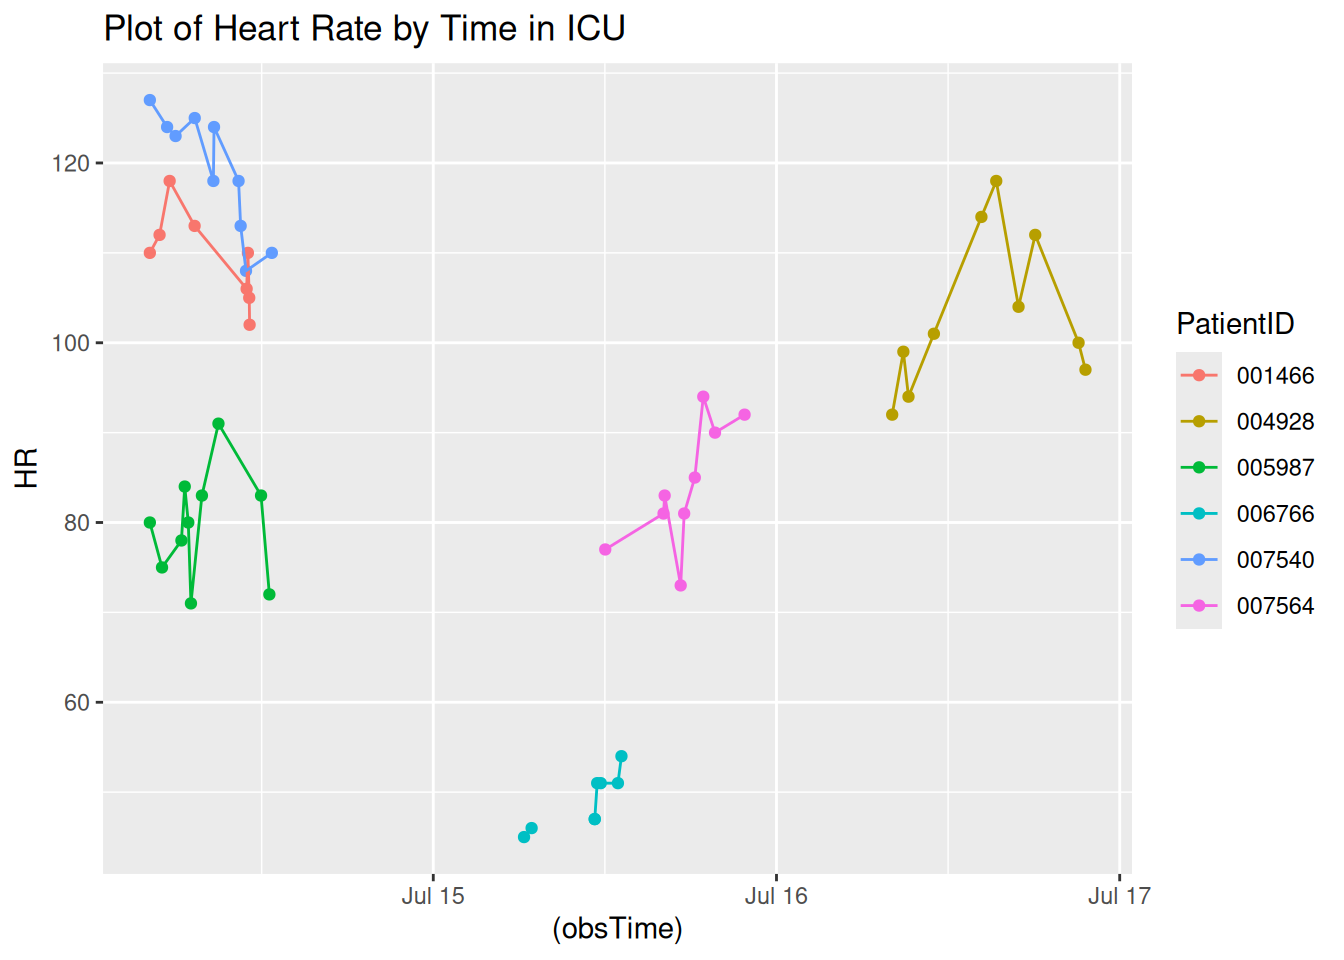 Plot of Heart Rate by Time in ICU
120
100
80
60
HR
Jul 15
Jul 16
Jul 17
(obsTime)
PatientID
001466
004928
005987
006766
007540
007564